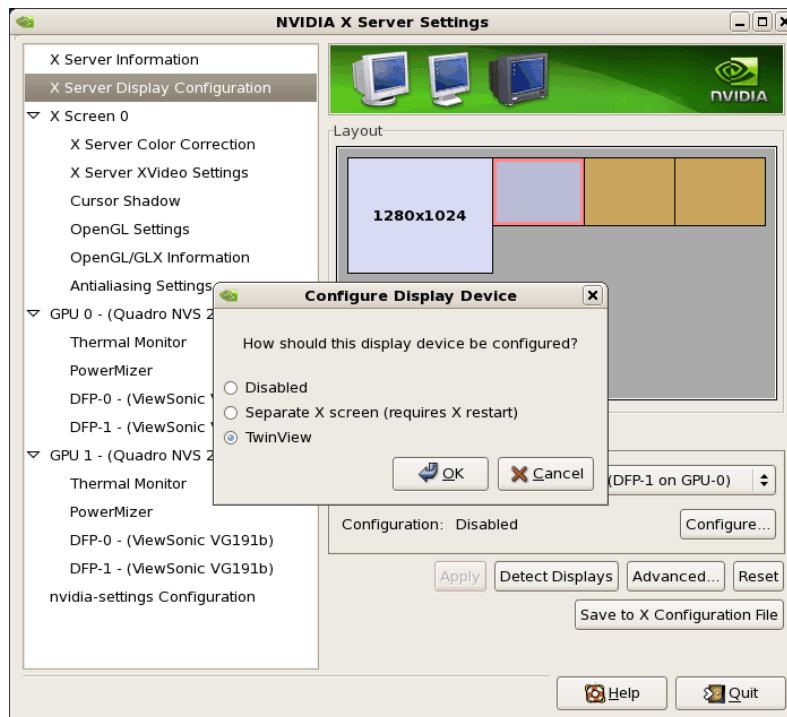 NVIDIA X Server Settings
X Server Information
X Server Display Configuration
X Screen 0
X Server Color Correction
X Server XVideo Settings
Cursor Shadow
OpenGL Settings
OpenGL/GLX Information
Antialiasing Settings
GPU 0 - (Quadro NVS 2
Thermal Monitor
PowerMizer
DFP-0 - (ViewSonic
DFP-1 - (ViewSonic
GPU 1 - (Quadro NVS 2
Thermal Monitor
PowerMizer
DFP-0 - (ViewSonic VG191b)
DFP-1 - (ViewSonic VG191b)
nvidia-settings Configuration
NVIDIA
Layout
1280x1024
Configure Display Device
How should this display device be configured?
Disabled
Separate X screen (requires X restart)
TwinView
OK
Cancel
(DFP-1 on GPU-0)
Configuration: Disabled
Configure...
Apply
Detect Displays
Advanced...
Reset
Save to X Configuration File
Help
Quit